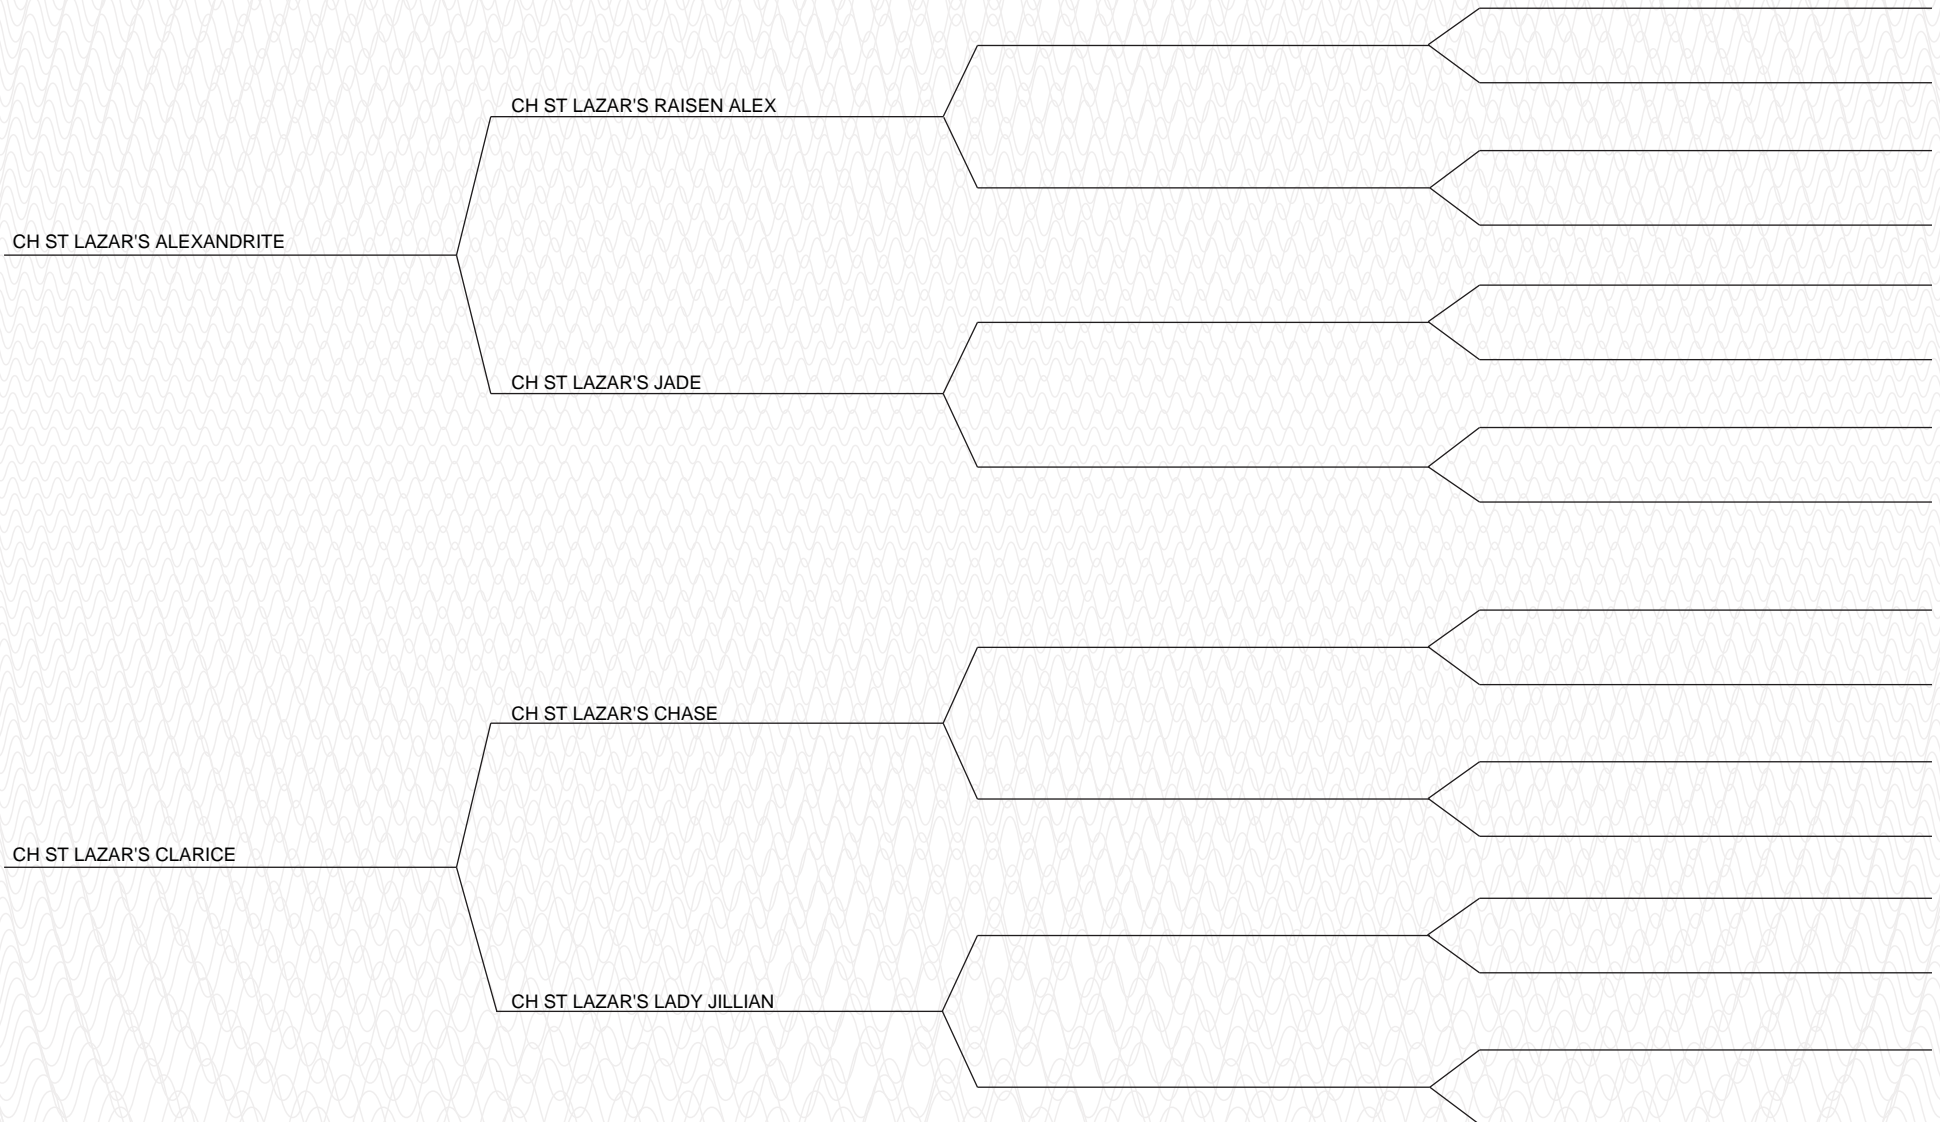 CH ST LAZAR'S RAISEN ALEX
CH ST LAZAR'S ALEXANDRITE
CH ST LAZAR'S JADE
CH ST LAZAR'S CHASE
CH ST LAZAR'S CLARICE
CH ST LAZAR'S LADY JILLIAN